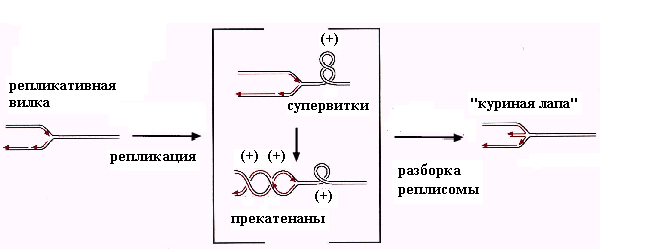 репликативная
вилка
репликация
(+)
супервитки
(+) (+)
(+)
прекатенаны
разборка
реплисомы
"куриная лапа"